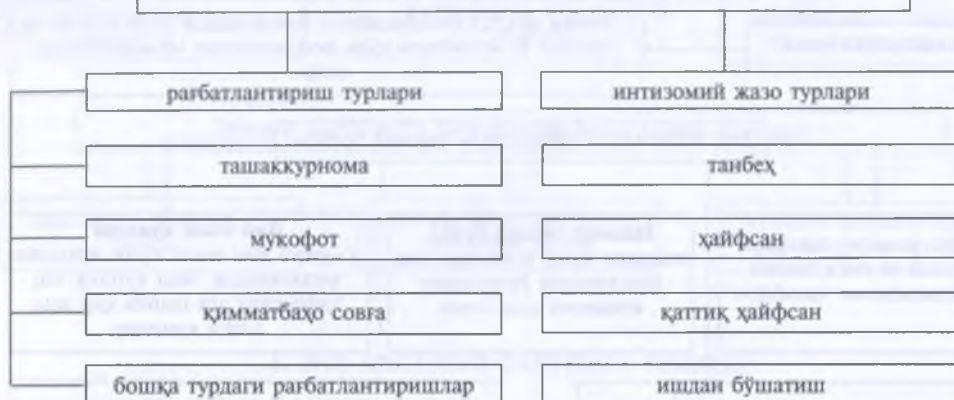 рағбатлантириш турлари
интизомий жазо турлари
ташаккурнома
танбеҳ
мукофот
ҳайфсан
қимматбаҳо совға
қаттиқ ҳайфсан
бошқа турдаги рағбатлантиришлар
ишдан бўшатиш